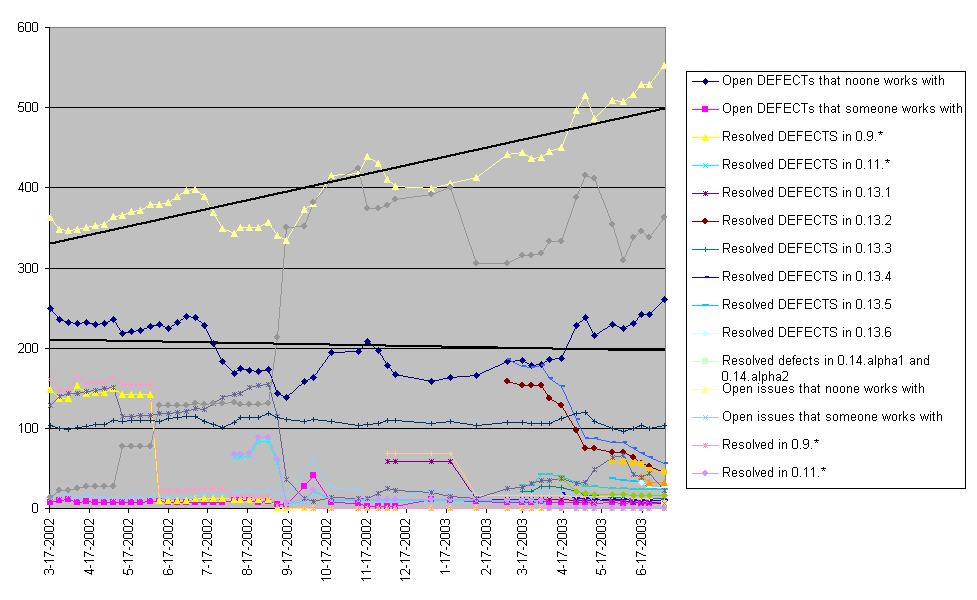 600
500
400
300
200
100
0
3-17-2002
4-17-2002
5-17-2002
6-17-2002
7-17-2002
8-17-2002
9-17-2002
10-17-2002
11-17-2002
12-17-2002
1-17-2003
2-17-2003
3-17-2003
4-17-2003
5-17-2003
6-17-2003
Open DEFECTs that noone works with
Open DEFECTs that someone works with
Resolved DEFECTS in 0.9.*
Resolved DEFECTS in 0.11.*
Resolved DEFECTS in 0.13.1
Resolved DEFECTS in 0.13.2
Resolved DEFECTS in 0.13.3
Resolved DEFECTS in 0.13.4
Resolved DEFECTS in 0.13.5
Resolved DEFECTS in 0.13.6
Resolved defects in 0.14.alpha1 and
0.14.alpha2
Open issues that noone works with
Open issues that someone works with
Resolved in 0.9.*
Resolved in 0.11.*